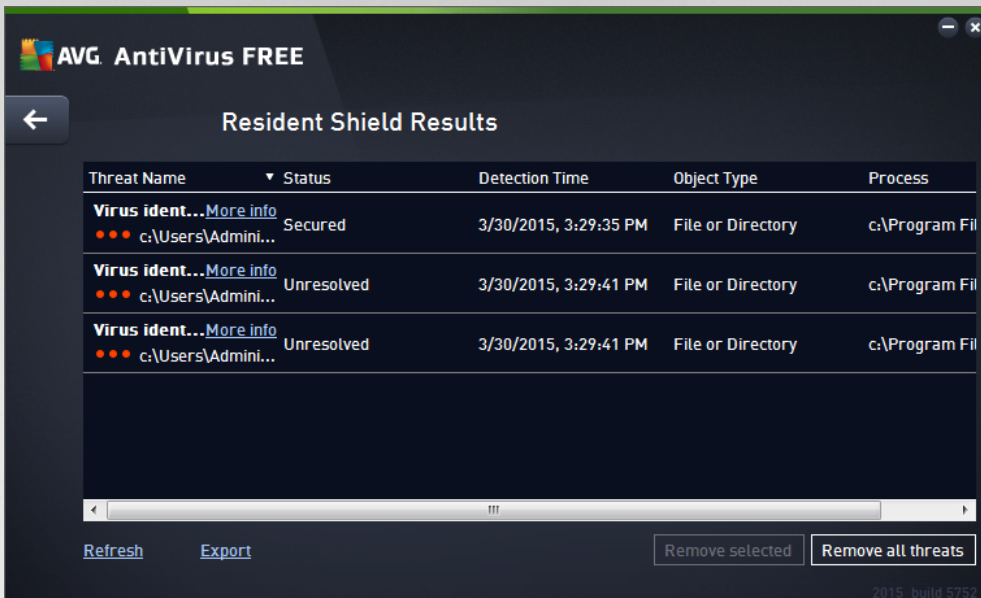 AVG. AntiVirus FREE
Resident Shield Results
Threat Name Status Detection Time Object Type Process
Virus ident...More info
c:\Users\Admini... Secured 3/30/2015, 3:29:35 PM File or Directory c:\Program Fil
Virus ident...More info
c:\Users\Admini... Unresolved 3/30/2015, 3:29:41 PM File or Directory c:\Program Fil
Virus ident...More info
c:\Users\Admini... Unresolved 3/30/2015, 3:29:41 PM File or Directory c:\Program Fil
Refresh Export Remove selected Remove all threats
2015 build 5752